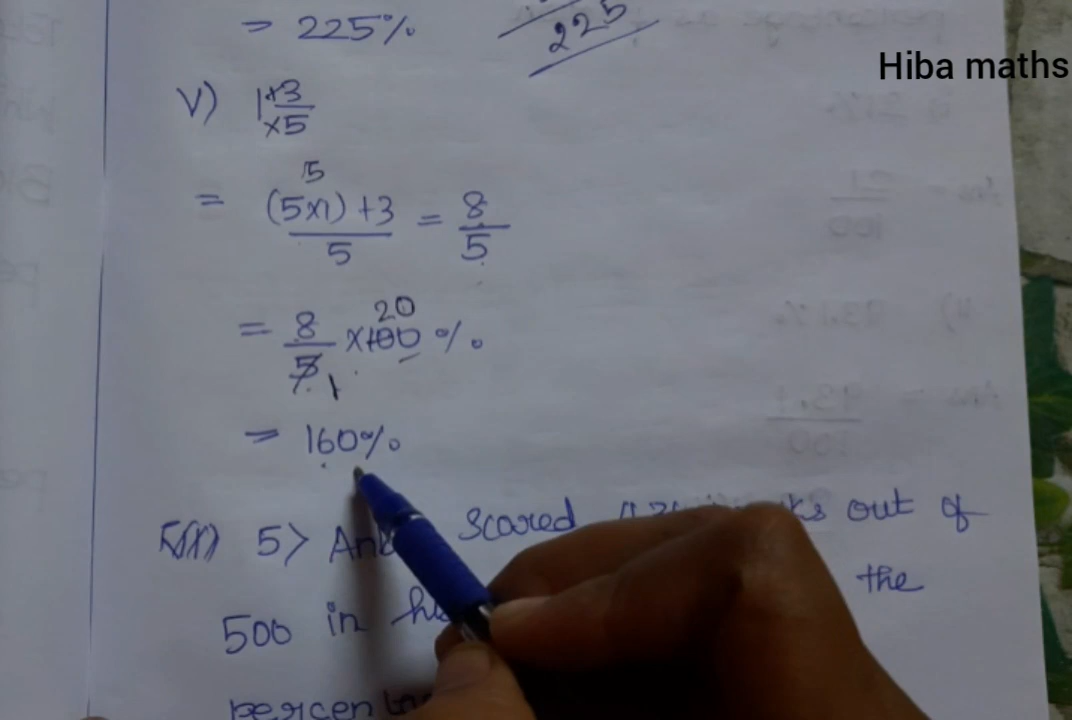 = 225%
225
Hiba maths
v) 1+3/×5
5
= (5×1)+3/5 = 8/5
20
= 8/5 ×100 %
1
= 160%
5) scored out of
500 in the